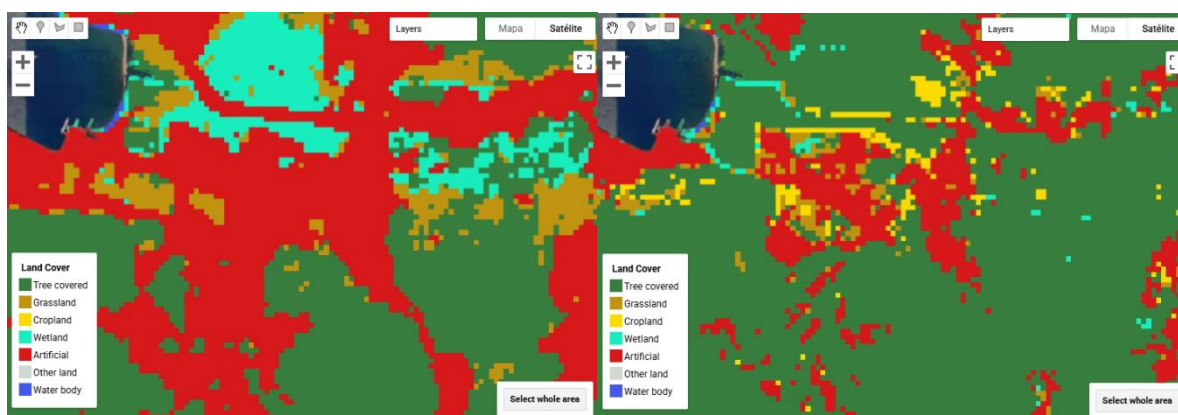 Layers
Mapa
Satélite
+
−
Land Cover
Tree covered
Grassland
Cropland
Wetland
Artificial
Other land
Water body
Select whole area
Layers
Mapa
Satélite
+
−
Land Cover
Tree covered
Grassland
Cropland
Wetland
Artificial
Other land
Water body
Select whole area